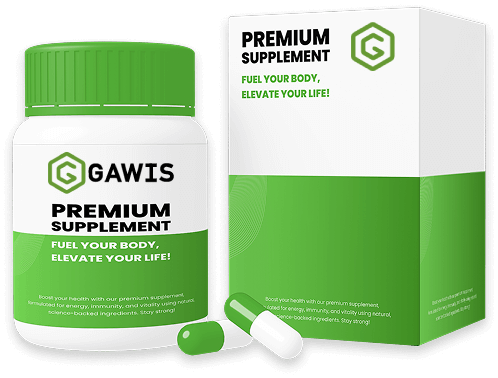 GAWIS
PREMIUM
SUPPLEMENT
FUEL YOUR BODY,
ELEVATE YOUR LIFE!
Boost your health with our premium supplement,
formulated for energy, immunity, and vitality using natural,
science-backed ingredients. Stay strong!
PREMIUM
SUPPLEMENT
FUEL YOUR BODY,
ELEVATE YOUR LIFE!
Boost your health with our premium supplement,
ulated for energy, immunity, and vitality using natural,
science-backed ingredients. Stay strong!